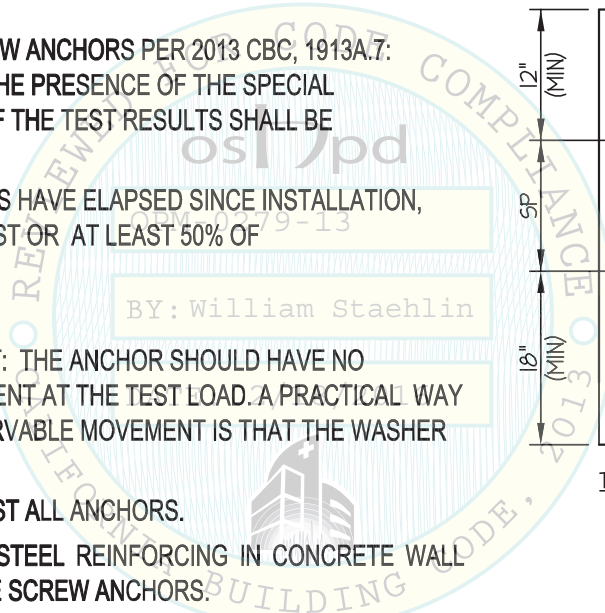 W ANCHORS PER 2013 CBC, 1913A.7:
HE PRESENCE OF THE SPECIAL
F THE TEST RESULTS SHALL BE
S HAVE ELAPSED SINCE INSTALLATION,
ST OR AT LEAST 50% OF
T: THE ANCHOR SHOULD HAVE NO
ENT AT THE TEST LOAD. A PRACTICAL WAY
RVABLE MOVEMENT IS THAT THE WASHER
ST ALL ANCHORS.
STEEL REINFORCING IN CONCRETE WALL
E SCREW ANCHORS.
12"
(MIN)
SP
18"
(MIN)
REVIEWED FOR CODE COMPLIANCE
oshpd
OPM-0279-13
BY: William Staehlin
CALIFORNIA BUILDING CODE, 2013